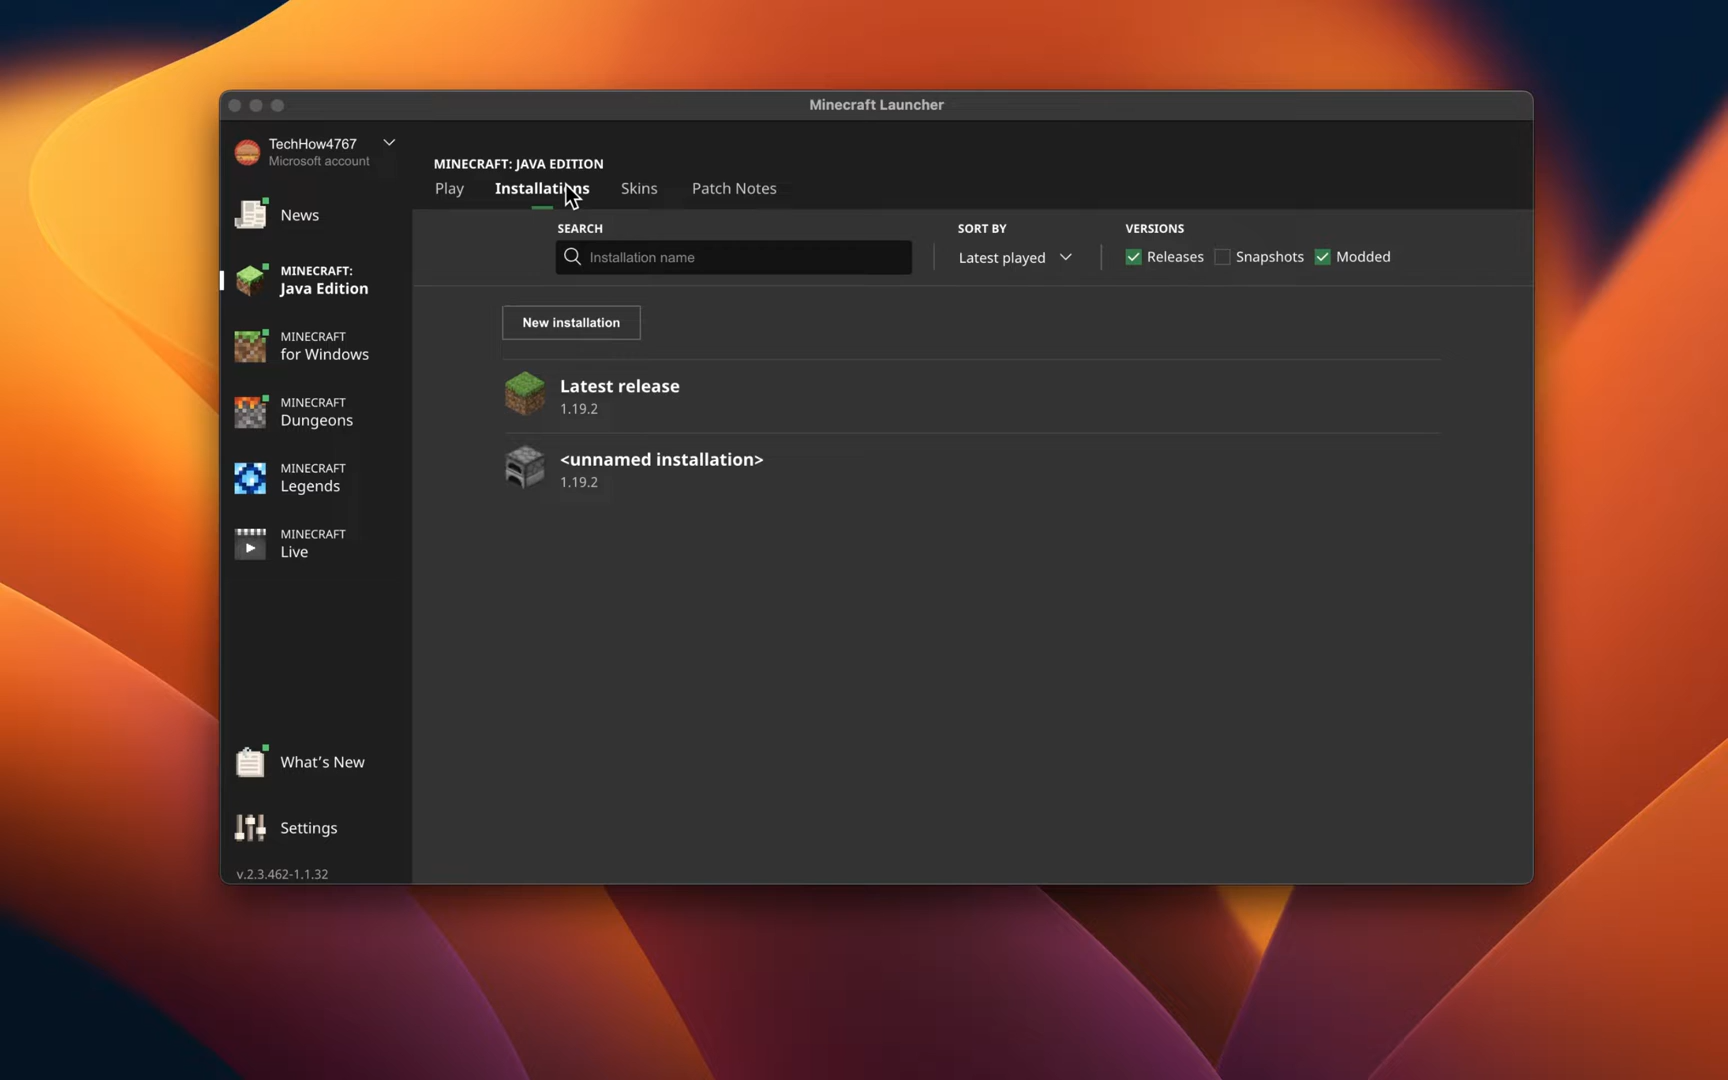 Minecraft Launcher
TechHow4767
Microsoft account
News
MINECRAFT:
Java Edition
MINECRAFT
for Windows
MINECRAFT
Dungeons
MINECRAFT
Legends
MINECRAFT
Live
What's New
Settings
v.2.3.462-1.1.32
MINECRAFT: JAVA EDITION
Play Installations Skins Patch Notes
SEARCH SORT BY VERSIONS
Installation name Latest played Releases Snapshots Modded
New installation
Latest release
1.19.2
<unnamed installation>
1.19.2